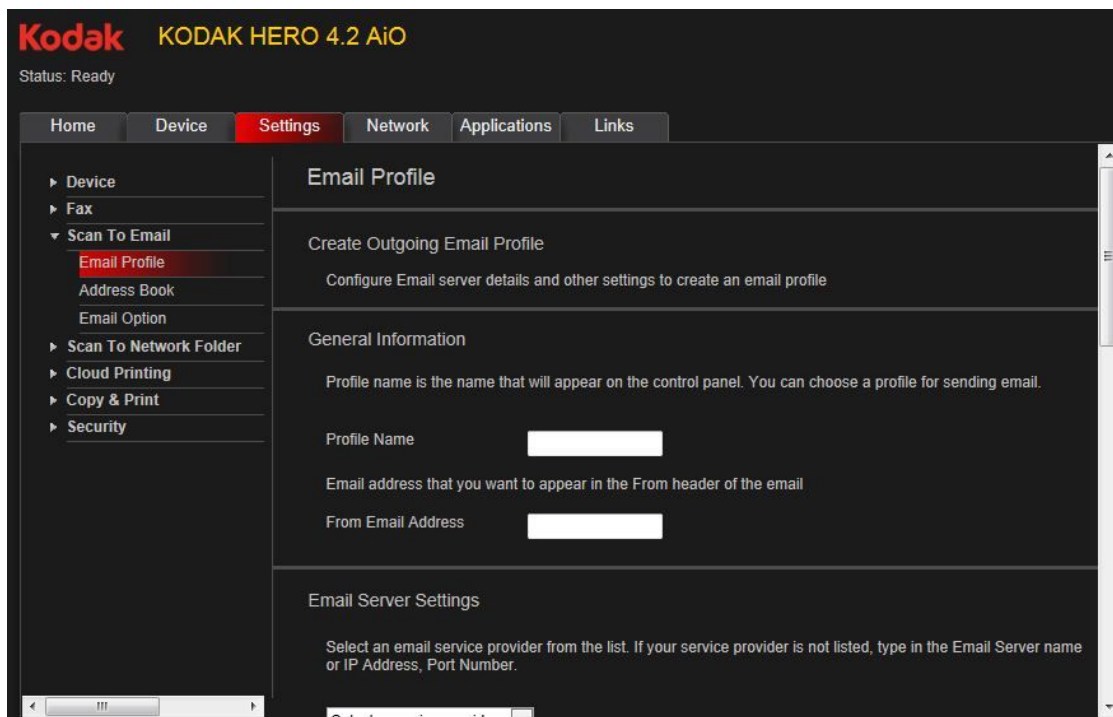 Kodak KODAK HERO 4.2 AiO
Status: Ready
Home Device Settings Network Applications Links
Device
Fax
Scan To Email
Email Profile
Address Book
Email Option
Scan To Network Folder
Cloud Printing
Copy & Print
Security
Email Profile
Create Outgoing Email Profile
Configure Email server details and other settings to create an email profile
General Information
Profile name is the name that will appear on the control panel. You can choose a profile for sending email.
Profile Name
Email address that you want to appear in the From header of the email
From Email Address
Email Server Settings
Select an email service provider from the list. If your service provider is not listed, type in the Email Server name
or IP Address, Port Number.